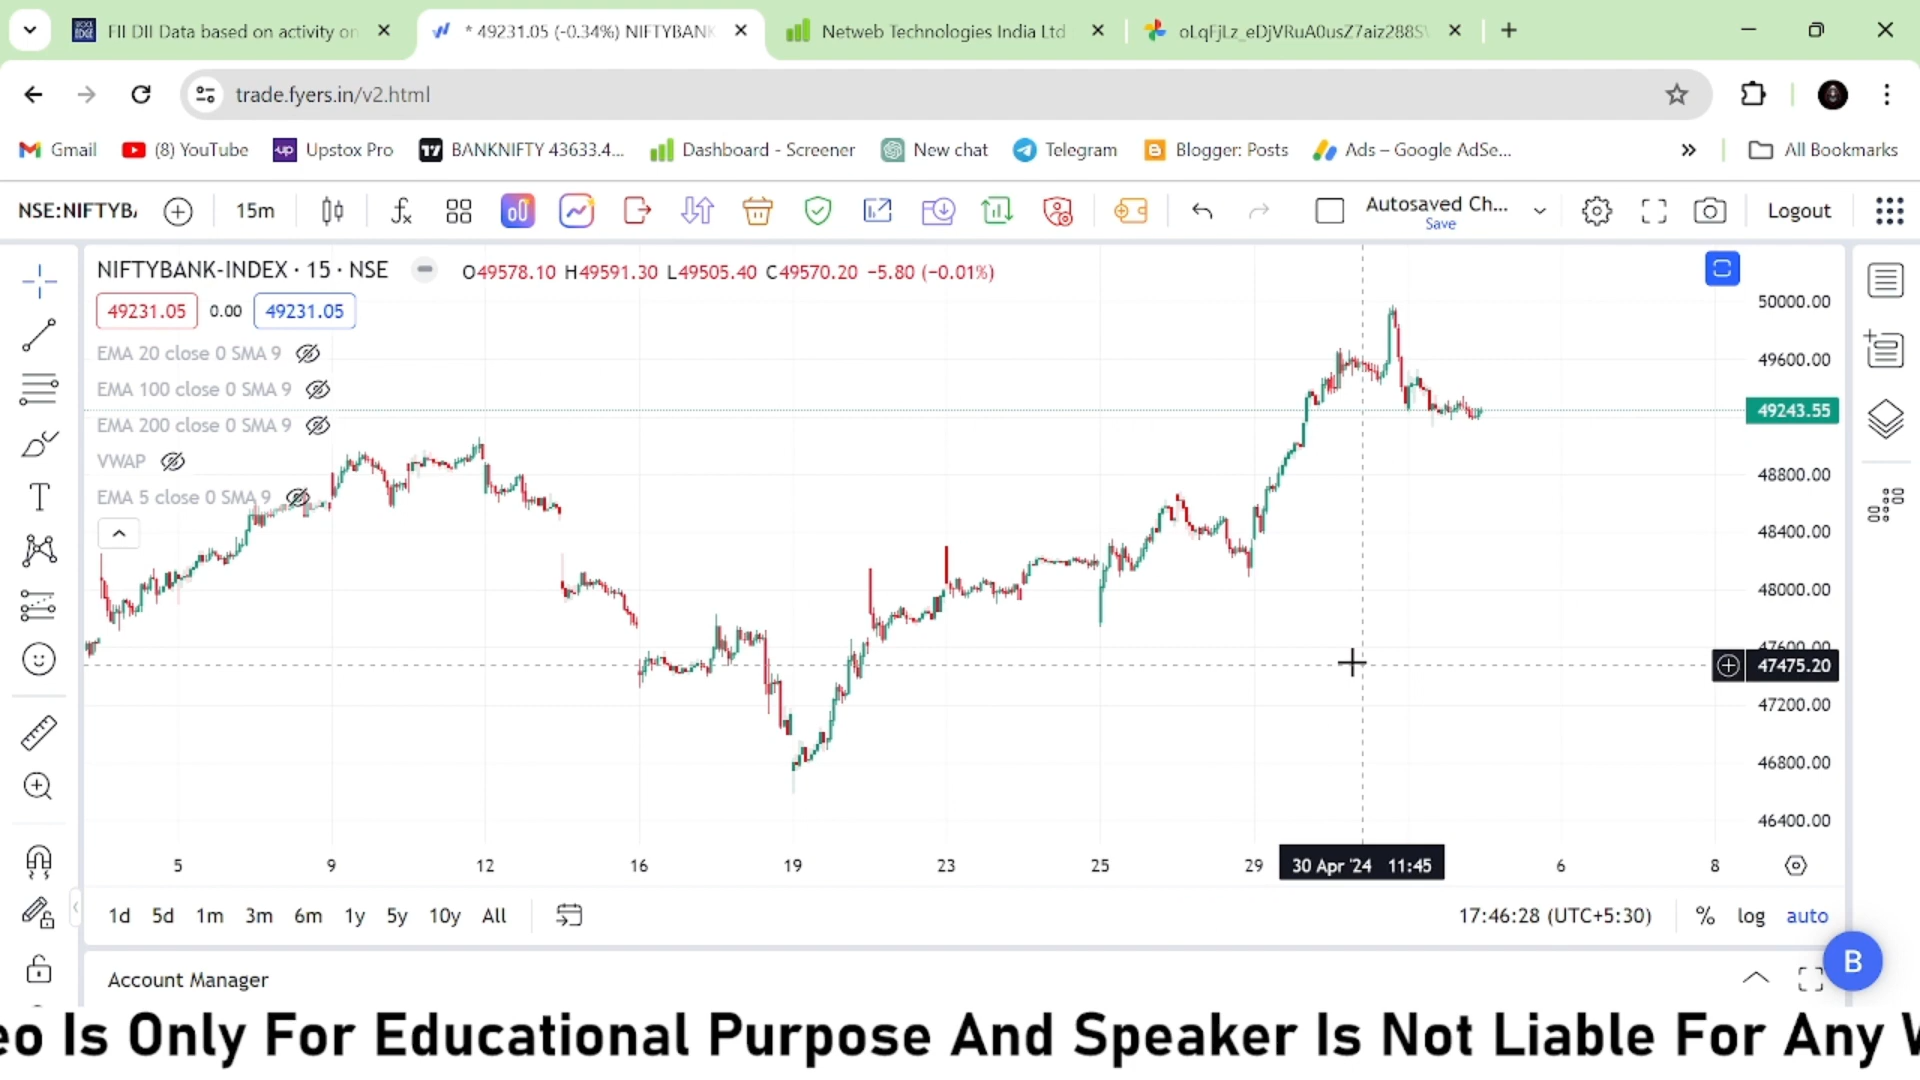 FII DII Data based on activity on
* 49231.05 (-0.34%) NIFTYBANK
Netweb Technologies India Ltd
trade.fyers.in/v2.html
Gmail
(8) YouTube
up
Upstox Pro
BANKNIFTY 43633.4...
Dashboard - Screener
New chat
Telegram
Blogger: Posts
Ads – Google AdSe...
All Bookmarks
NSE:NIFTYB
15m
Autosaved Ch...
Save
Logout
NIFTYBANK-INDEX · 15 · NSE
O49578.10 H49591.30 L49505.40 C49570.20 −5.80 (−0.01%)
49231.05 0.00 49231.05
EMA 20 close 0 SMA 9
EMA 100 close 0 SMA 9
EMA 200 close 0 SMA 9
VWAP
EMA 5 close 0 SMA 9
50000.00
49600.00
49243.55
48800.00
48400.00
48000.00
47600.00
47475.20
47200.00
46800.00
46400.00
5 9 12 16 19 23 25 29 30 Apr '24 11:45 6 8
1d 5d 1m 3m 6m 1y 5y 10y All
17:46:28 (UTC+5:30) % log auto
B
Account Manager
eo Is Only For Educational Purpose And Speaker Is Not Liable For Any